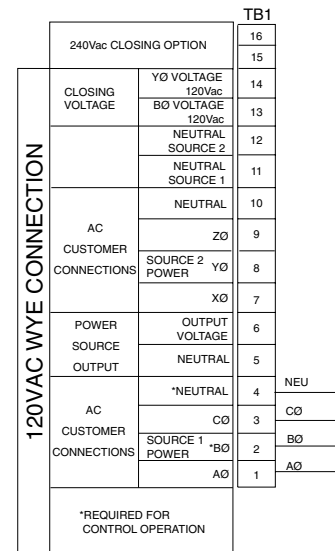 TB1
240Vac CLOSING OPTION
16
15
120VAC WYE CONNECTION
CLOSING
VOLTAGE
YØ VOLTAGE
120Vac
14
BØ VOLTAGE
120Vac
13
NEUTRAL
SOURCE 2
12
NEUTRAL
SOURCE 1
11
AC
CUSTOMER
CONNECTIONS
NEUTRAL
10
ZØ
9
SOURCE 2
POWER
YØ
8
XØ
7
POWER
SOURCE
OUTPUT
OUTPUT
VOLTAGE
6
NEUTRAL
5
AC
CUSTOMER
CONNECTIONS
*NEUTRAL
4
NEU
CØ
3
CØ
SOURCE 1
POWER
*BØ
2
BØ
AØ
1
AØ
*REQUIRED FOR
CONTROL OPERATION